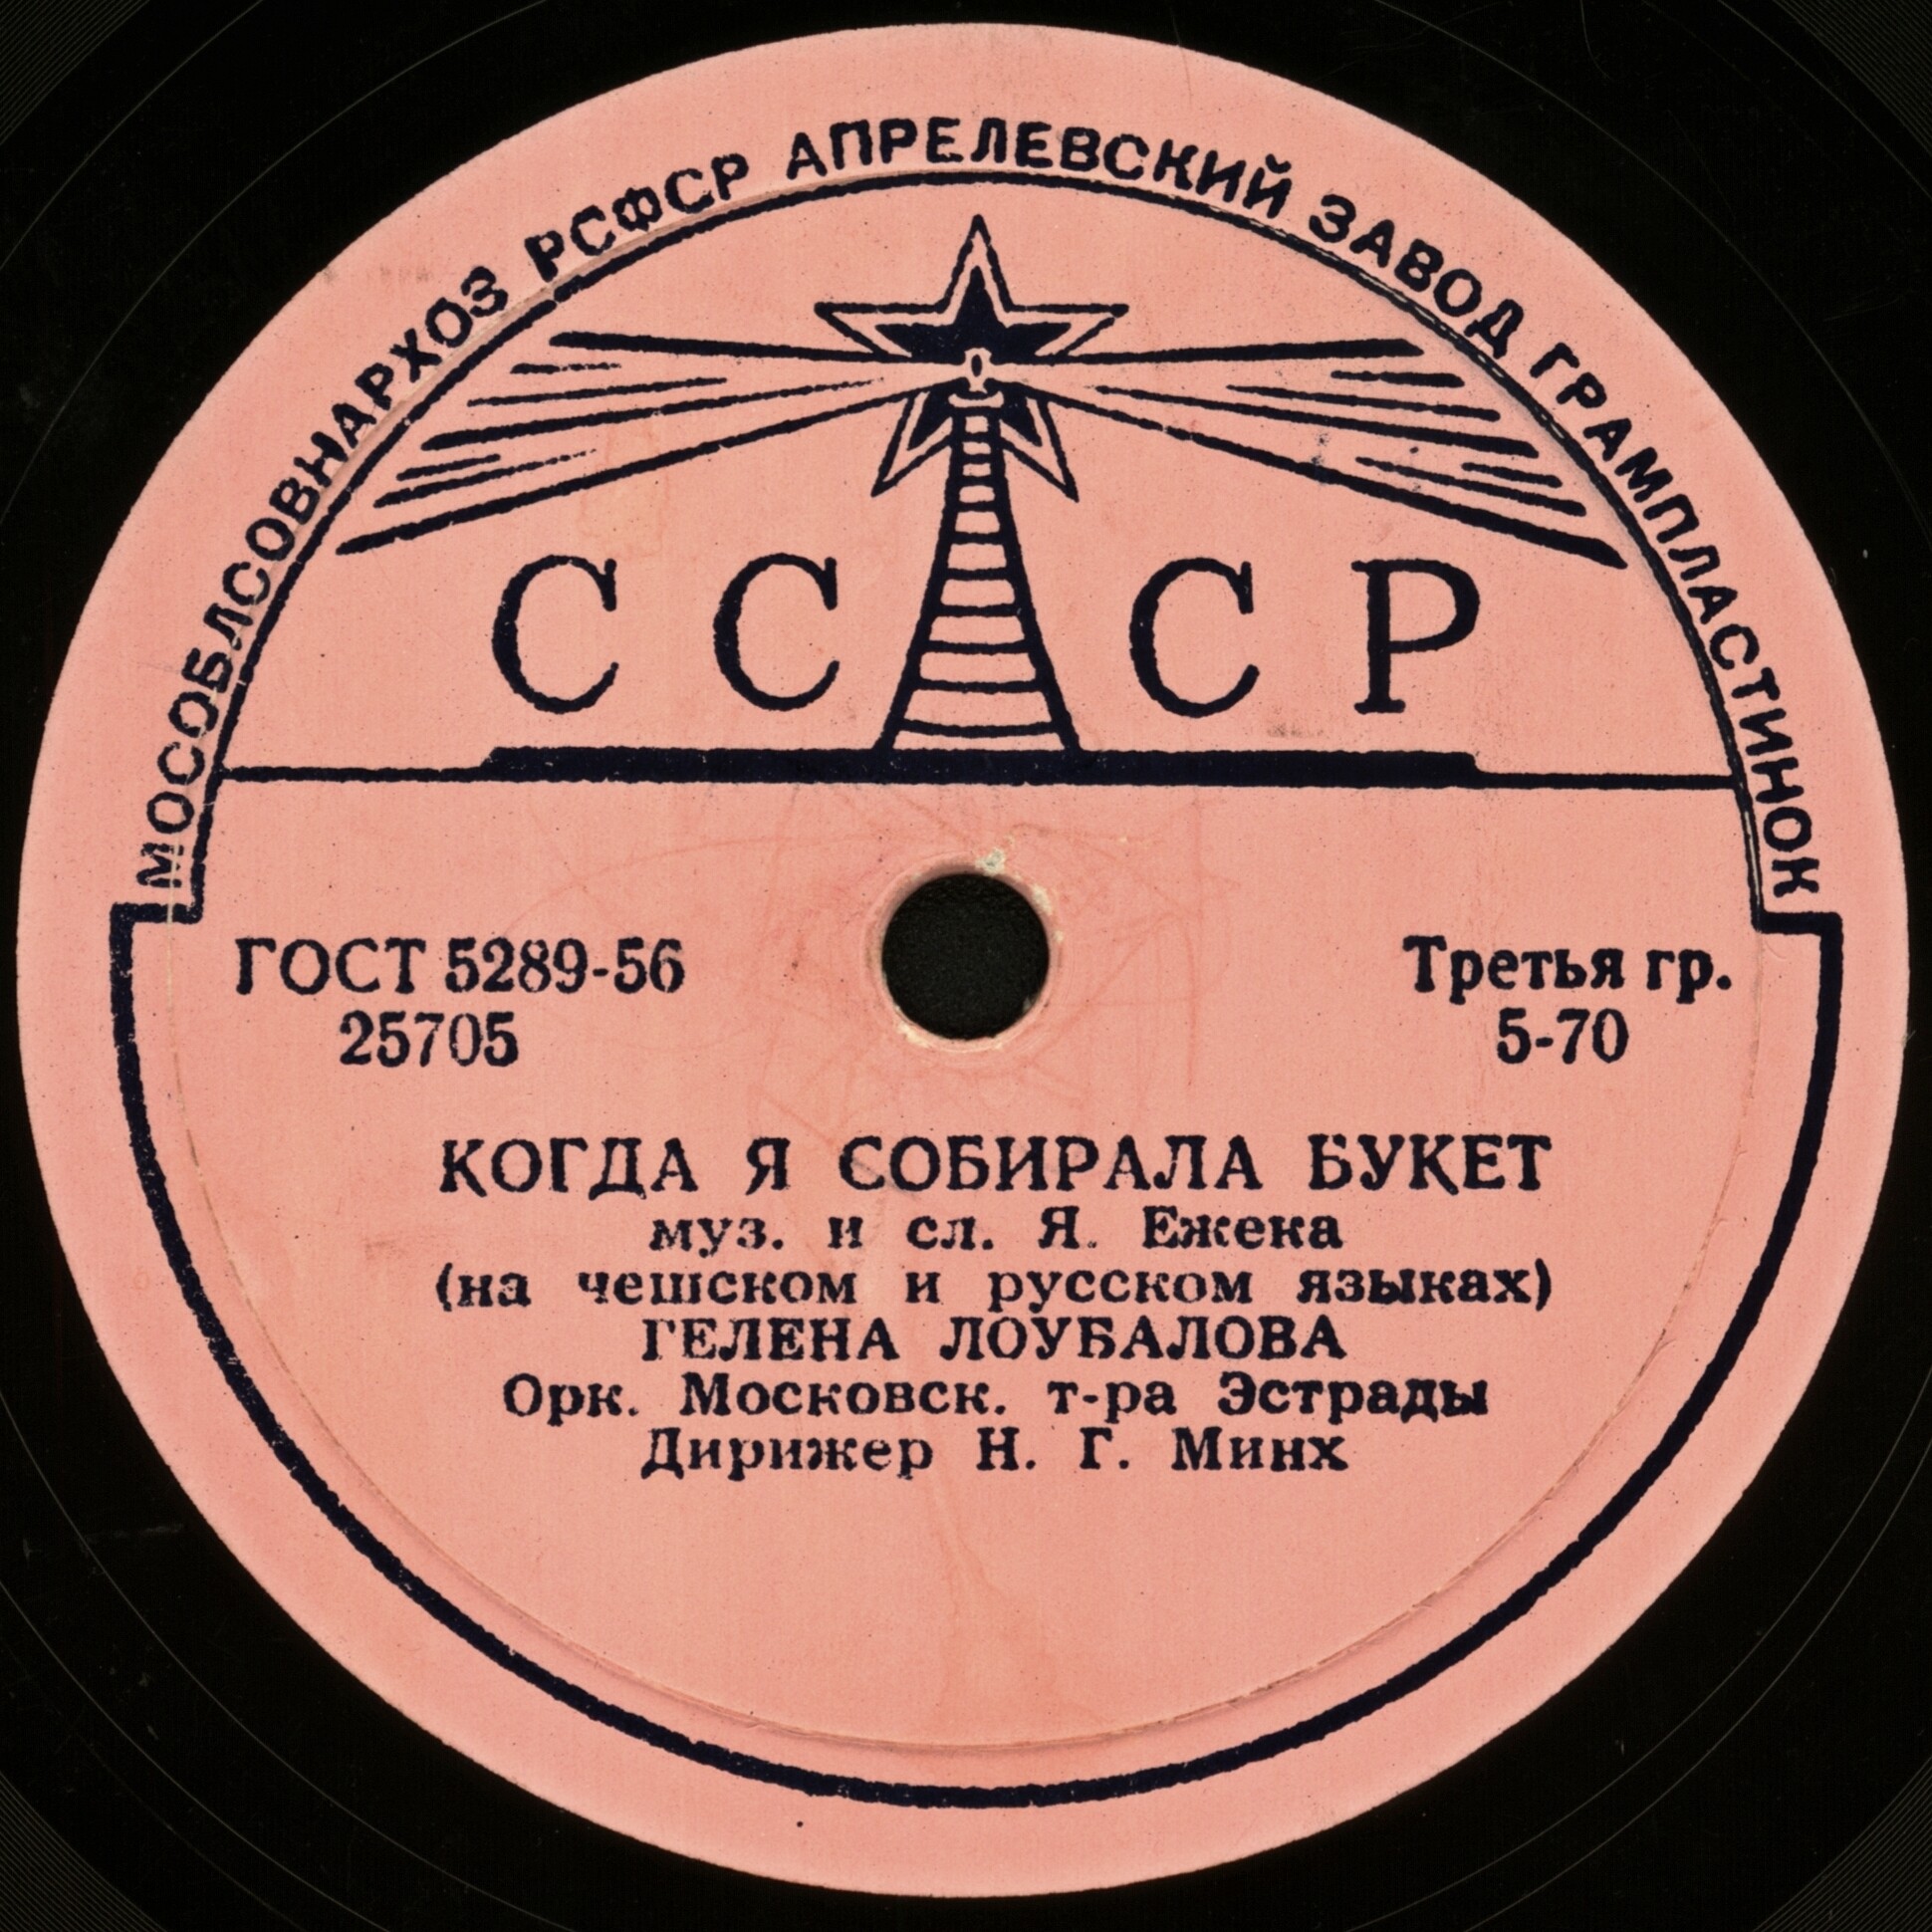 МОСОБЛСОВНАРХОЗ РСФСР АПРЕЛЕВСКИЙ ЗАВОД ГРАМПЛАСТИНОК
СССР
ГОСТ 5289-56
25705
Третья гр.
5-70
КОГДА Я СОБИРАЛА БУКЕТ
муз. и сл. Я. Ежека
(на чешском и русском языках)
ГЕЛЕНА ЛОУБАЛОВА
Орк. Московск. т-ра Эстрады
Дирижер Н. Г. Минх